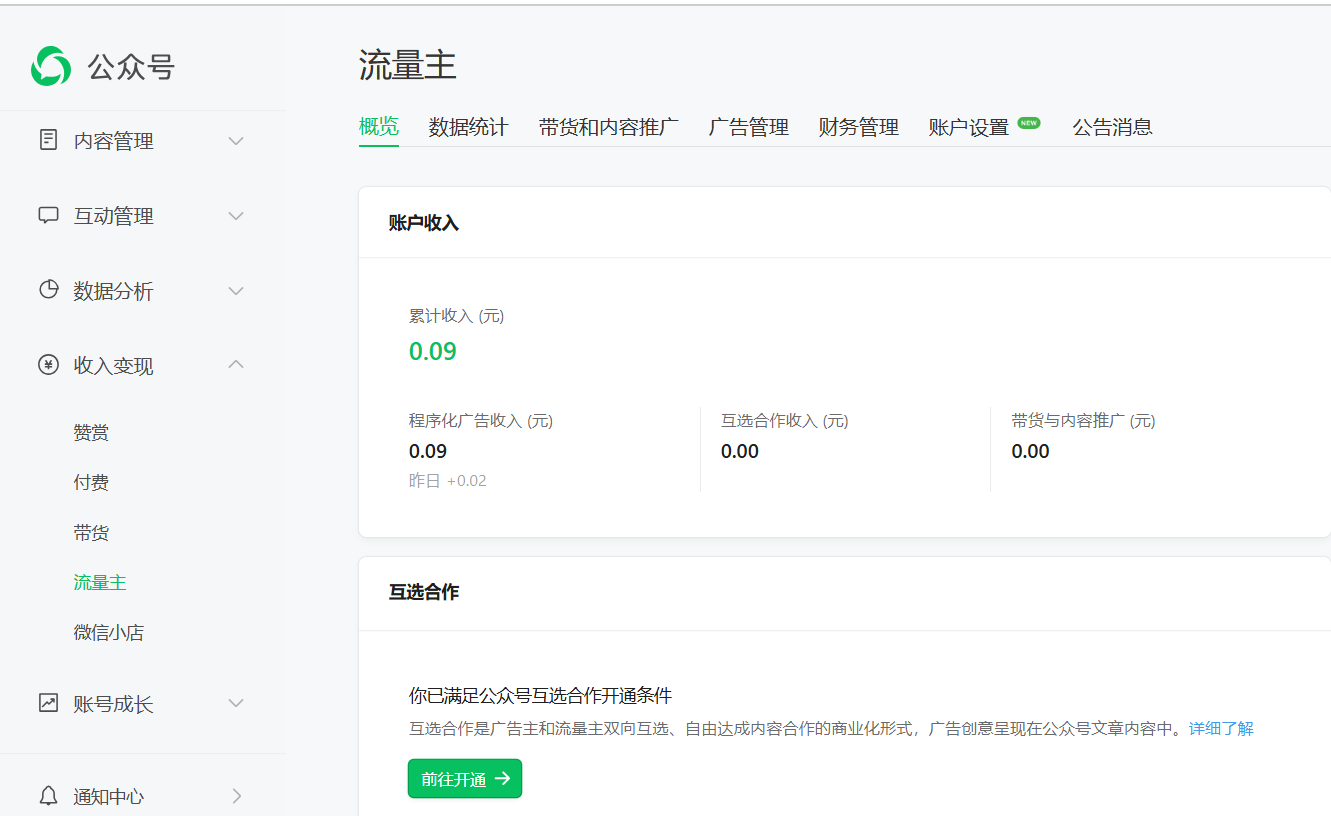 公众号
内容管理
互动管理
数据分析
收入变现
赞赏
付费
带货
流量主
微信小店
账号成长
通知中心
流量主
概览 数据统计 带货和内容推广 广告管理 财务管理 账户设置 NEW 公告消息
账户收入
累计收入 (元)
0.09
程序化广告收入 (元) 互选合作收入 (元) 带货与内容推广 (元)
0.09 0.00 0.00
昨日 +0.02
互选合作
你已满足公众号互选合作开通条件
互选合作是广告主和流量主双向互选、自由达成内容合作的商业化形式，广告创意呈现在公众号文章内容中。详细了解
前往开通 →